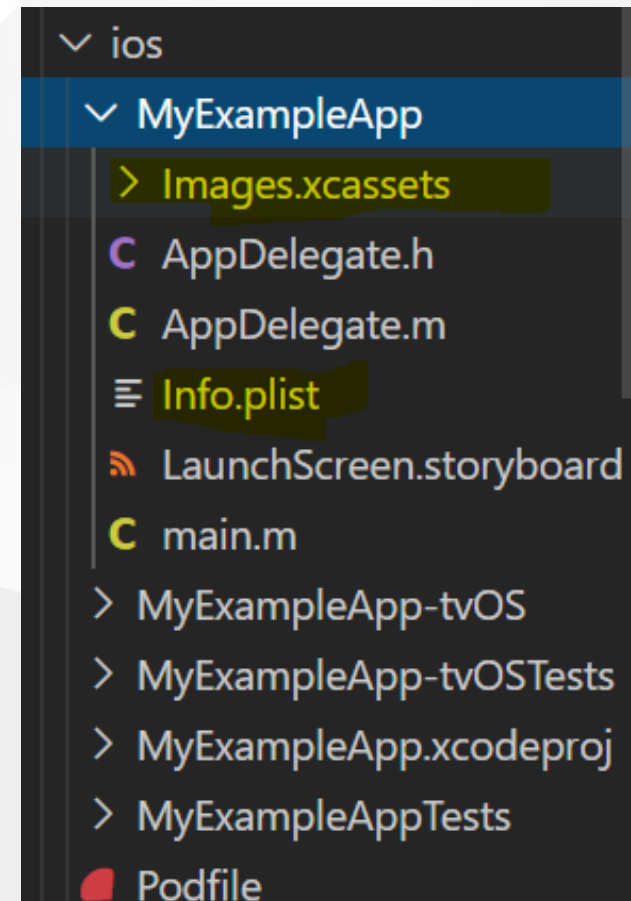 ios
MyExampleApp
Images.xcassets
C AppDelegate.h
C AppDelegate.m
Info.plist
LaunchScreen.storyboard
C main.m
MyExampleApp-tvOS
MyExampleApp-tvOSTests
MyExampleApp.xcodeproj
MyExampleAppTests
Podfile